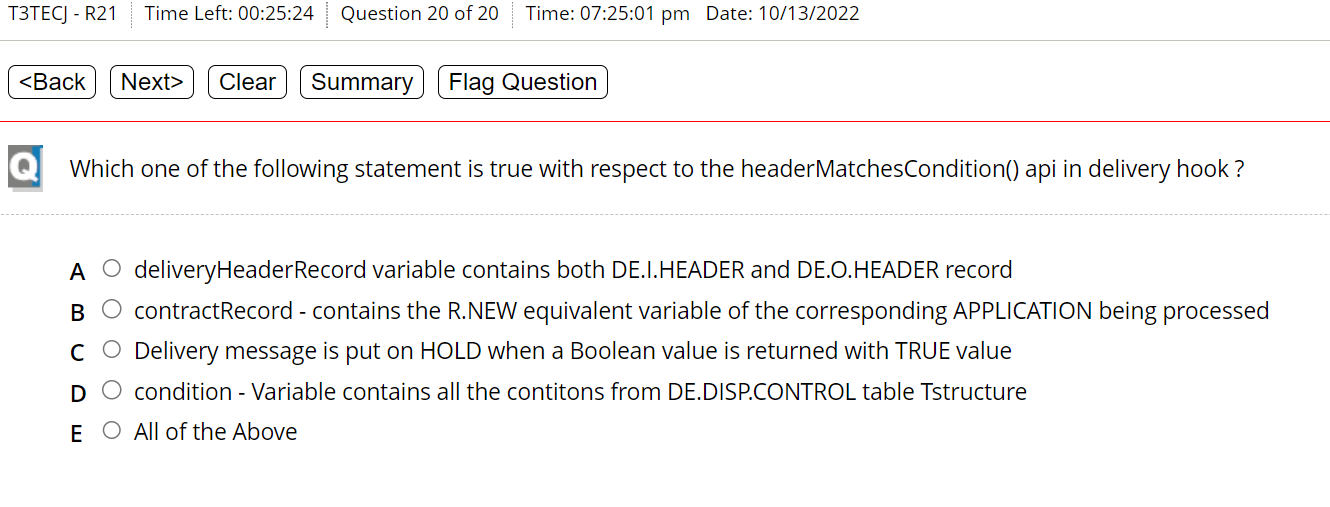 T3TECJ - R21 Time Left: 00:25:24 Question 20 of 20 Time: 07:25:01 pm Date: 10/13/2022
<Back Next> Clear Summary Flag Question
Q Which one of the following statement is true with respect to the headerMatchesCondition() api in delivery hook ?
A deliveryHeaderRecord variable contains both DE.I.HEADER and DE.O.HEADER record
B contractRecord - contains the R.NEW equivalent variable of the corresponding APPLICATION being processed
C Delivery message is put on HOLD when a Boolean value is returned with TRUE value
D condition - Variable contains all the contitons from DE.DISP.CONTROL table Tstructure
E All of the Above